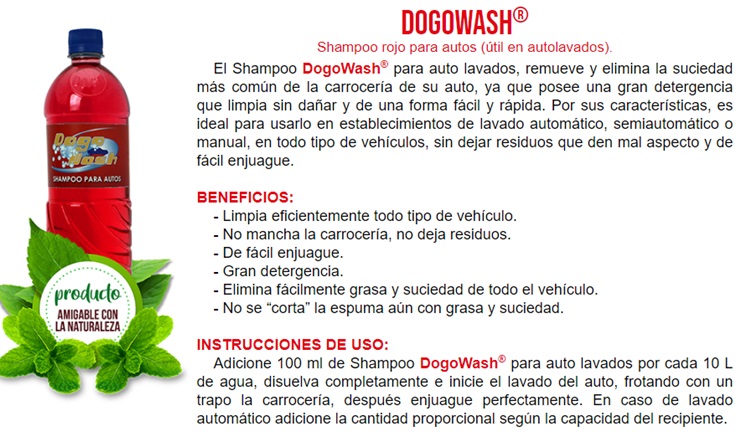 DOGOWASH®
Shampoo rojo para autos (útil en autolavados).
El Shampoo DogoWash® para auto lavados, remueve y elimina la suciedad
más común de la carrocería de su auto, ya que posee una gran detergencia
que limpia sin dañar y de una forma fácil y rápida. Por sus características, es
ideal para usarlo en establecimientos de lavado automático, semiautomático o
manual, en todo tipo de vehículos, sin dejar residuos que den mal aspecto y de
fácil enjuague.
BENEFICIOS:
- Limpia eficientemente todo tipo de vehículo.
- No mancha la carrocería, no deja residuos.
- De fácil enjuague.
- Gran detergencia.
- Elimina fácilmente grasa y suciedad de todo el vehículo.
- No se “corta” la espuma aún con grasa y suciedad.
INSTRUCCIONES DE USO:
Adicione 100 ml de Shampoo DogoWash® para auto lavados por cada 10 L
de agua, disuelva completamente e inicie el lavado del auto, frotando con un
trapo la carrocería, después enjuague perfectamente. En caso de lavado
automático adicione la cantidad proporcional según la capacidad del recipiente.
Dogo
Wash
SHAMPOO PARA AUTOS
producto
AMIGABLE CON
LA NATURALEZA